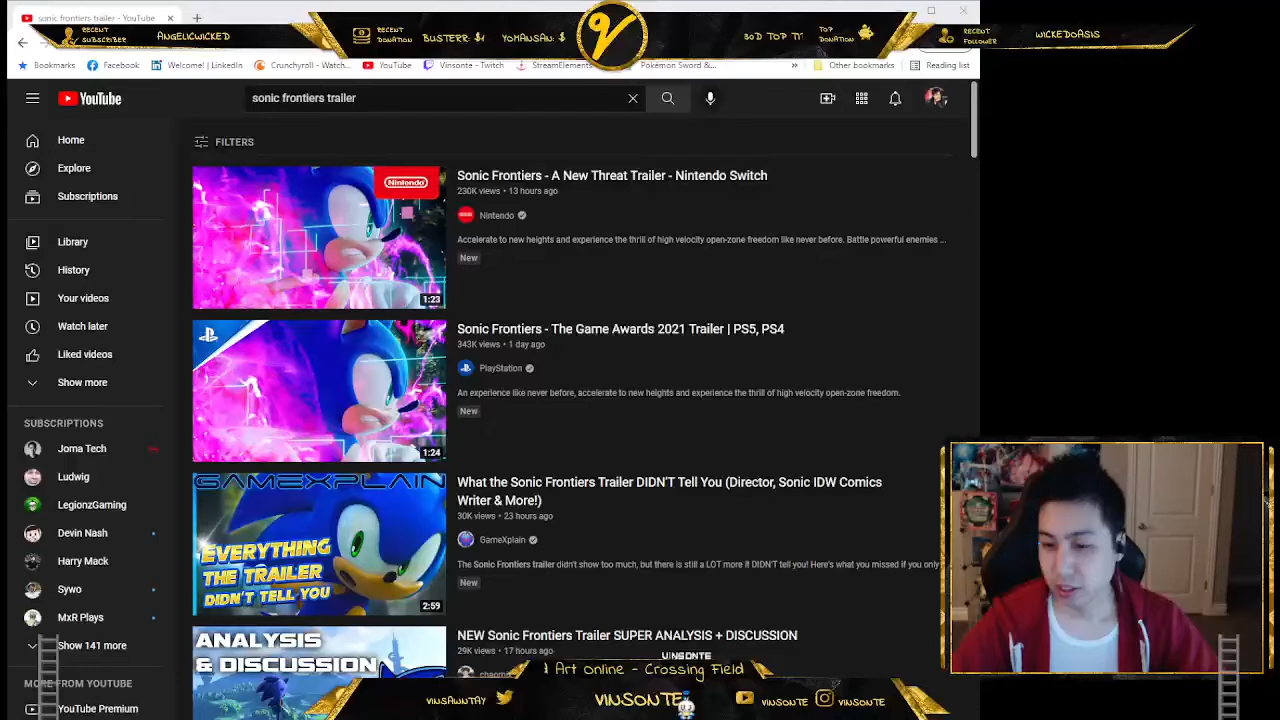 sonic frontiers trailer - YouTube
RECENT SUBSCRIBER
ANGELICWICKED
RECENT DONATION
BUSTERR: $1
YOHANSAN: $
TOP DONATION
RECENT FOLLOWER
WICKEDOASIS
Bookmarks
Facebook
Welcome! | LinkedIn
Crunchyroll - Watch...
YouTube
Vinsonte - Twitch
StreamElements
Pokémon Sword &...
Other bookmarks
Reading list
YouTube
sonic frontiers trailer
Home
Explore
Subscriptions
Library
History
Your videos
Watch later
Liked videos
Show more
SUBSCRIPTIONS
Joma Tech
Ludwig
LegionzGaming
Devin Nash
Harry Mack
Sywo
MxR Plays
Show 141 more
MORE FROM YOUTUBE
YouTube Premium
FILTERS
Nintendo
1:23
Sonic Frontiers - A New Threat Trailer - Nintendo Switch
230K views • 13 hours ago
Nintendo
Accelerate to new heights and experience the thrill of high velocity open-zone freedom like never before. Battle powerful enemies ...
New
1:24
Sonic Frontiers - The Game Awards 2021 Trailer | PS5, PS4
343K views • 1 day ago
PlayStation
An experience like never before, accelerate to new heights and experience the thrill of high velocity open-zone freedom.
New
GAMEXPLAIN
EVERYTHING
THE TRAILER
DIDN'T TELL YOU
2:59
What the Sonic Frontiers Trailer DIDN'T Tell You (Director, Sonic IDW Comics
Writer & More!)
30K views • 23 hours ago
GameXplain
The Sonic Frontiers trailer didn't show too much, but there is still a LOT more it DIDN'T tell you! Here's what you missed if you only
New
ANALYSIS
& DISCUSSION
NEW Sonic Frontiers Trailer SUPER ANALYSIS + DISCUSSION
29K views • 17 hours ago
VINSONTE
Art Online - Crossing Field
VINSAWNTAY
VINSONTE
VINSONTE
VINSONTE